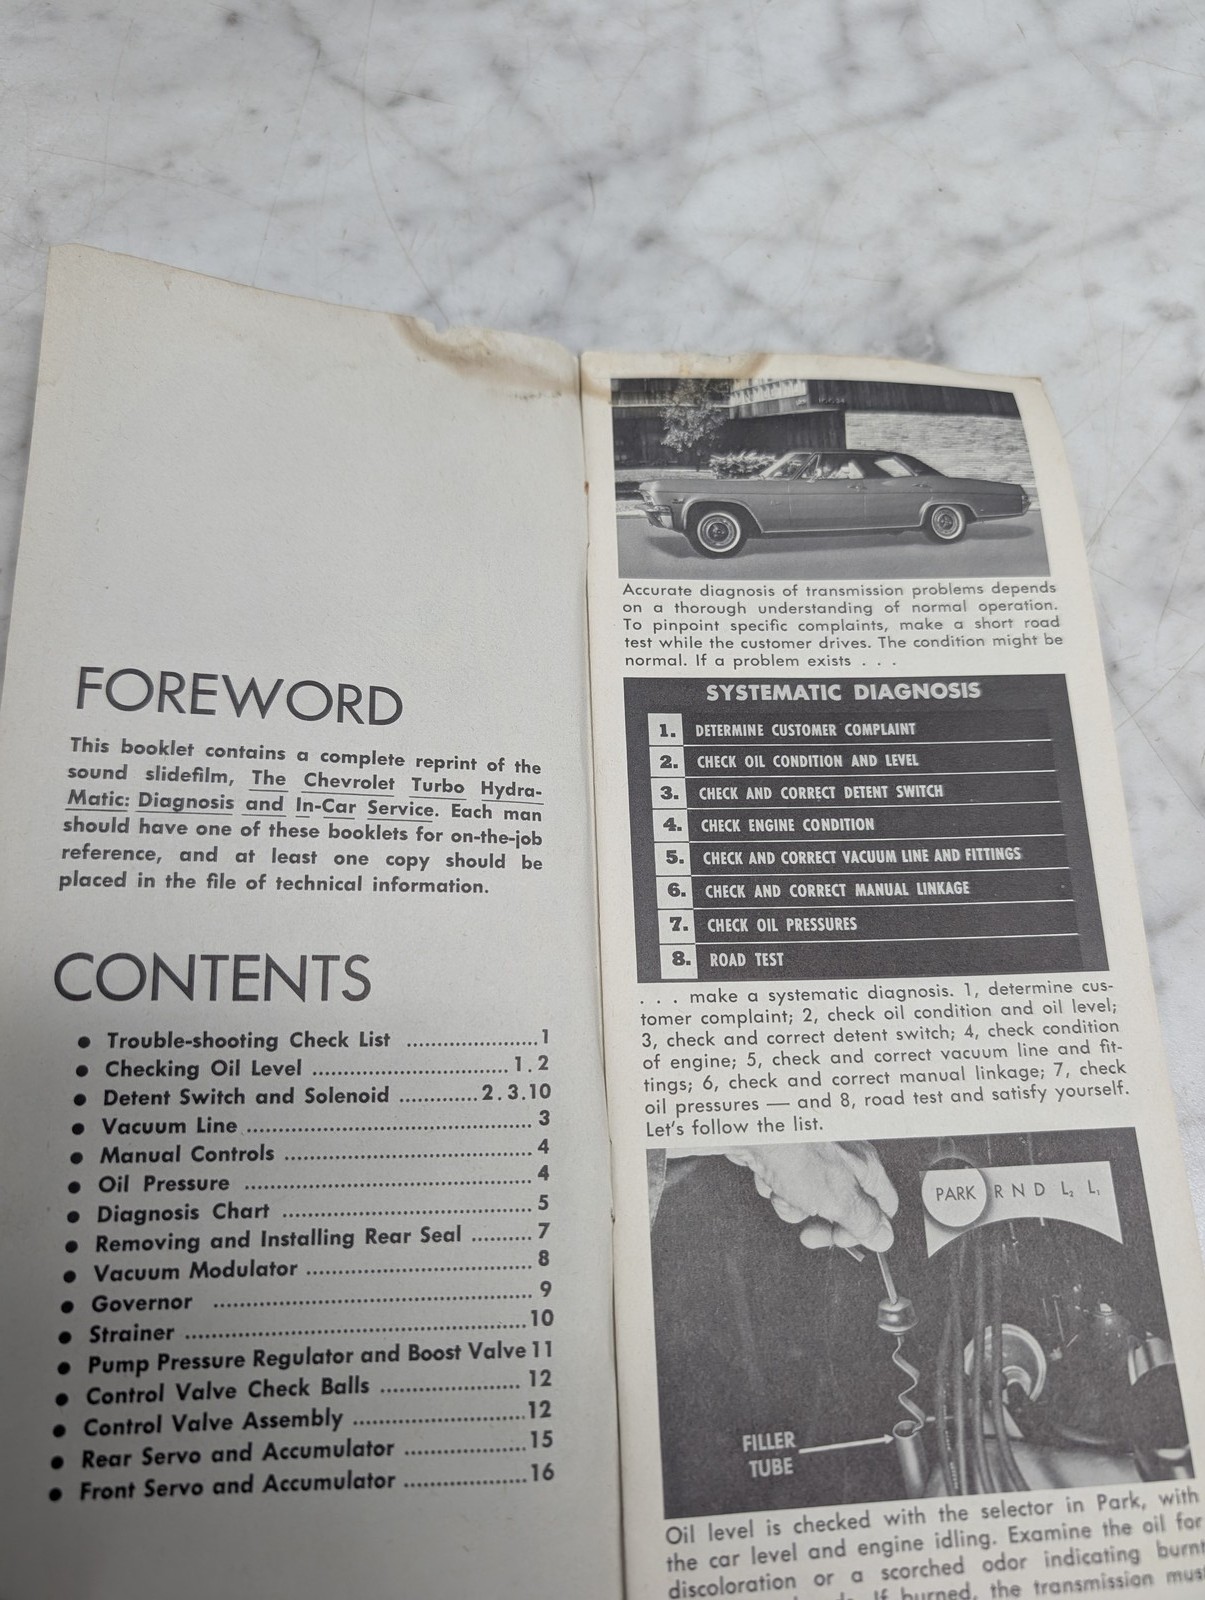 FOREWORD
This booklet contains a complete reprint of the
sound slidefilm, The Chevrolet Turbo Hydra-
Matic: Diagnosis and In-Car Service. Each man
should have one of these booklets for on-the-job
reference, and at least one copy should be
placed in the file of technical information.
CONTENTS
● Trouble-shooting Check List ......................1
● Checking Oil Level .................................1.2
● Detent Switch and Solenoid .............2.3.10
● Vacuum Line ............................................ 3
● Manual Controls ...................................... 4
● Oil Pressure ............................................ 4
● Diagnosis Chart ...................................... 5
● Removing and Installing Rear Seal .......... 7
● Vacuum Modulator .................................. 8
● Governor ................................................ 9
● Strainer ....................................................10
● Pump Pressure Regulator and Boost Valve 11
● Control Valve Check Balls ...................... 12
● Control Valve Assembly ..........................12
● Rear Servo and Accumulator ..................15
● Front Servo and Accumulator ..................16
Accurate diagnosis of transmission problems depends
on a thorough understanding of normal operation.
To pinpoint specific complaints, make a short road
test while the customer drives. The condition might be
normal. If a problem exists . . .
SYSTEMATIC DIAGNOSIS
1. DETERMINE CUSTOMER COMPLAINT
2. CHECK OIL CONDITION AND LEVEL
3. CHECK AND CORRECT DETENT SWITCH
4. CHECK ENGINE CONDITION
5. CHECK AND CORRECT VACUUM LINE AND FITTINGS
6. CHECK AND CORRECT MANUAL LINKAGE
7. CHECK OIL PRESSURES
8. ROAD TEST
. . . make a systematic diagnosis. 1, determine cus-
tomer complaint; 2, check oil condition and oil level;
3, check and correct detent switch; 4, check condition
of engine; 5, check and correct vacuum line and fit-
tings; 6, check and correct manual linkage; 7, check
oil pressures — and 8, road test and satisfy yourself.
Let's follow the list.
PARK R N D L₂ L₁
FILLER
TUBE
Oil level is checked with the selector in Park, with
the car level and engine idling. Examine the oil for
discoloration or a scorched odor indicating burnt
If burned, the transmission must